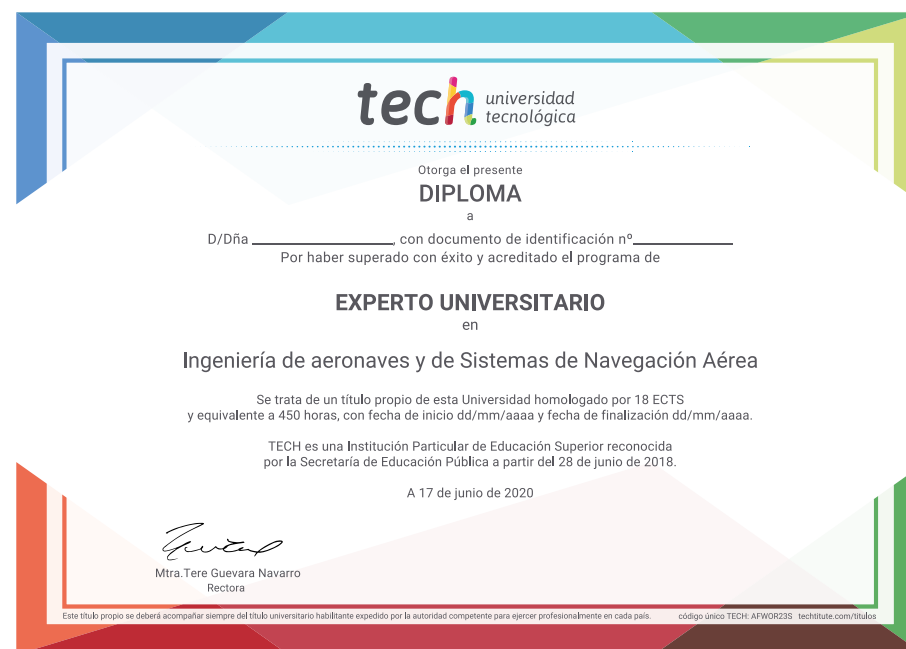 tech universidad
tecnológica
Otorga el presente
DIPLOMA
a
D/Dña ________________, con documento de identificación nº____________
Por haber superado con éxito y acreditado el programa de
EXPERTO UNIVERSITARIO
en
Ingeniería de aeronaves y de Sistemas de Navegación Aérea
Se trata de un título propio de esta Universidad homologado por 18 ECTS
y equivalente a 450 horas, con fecha de inicio dd/mm/aaaa y fecha de finalización dd/mm/aaaa.
TECH es una Institución Particular de Educación Superior reconocida
por la Secretaría de Educación Pública a partir del 28 de junio de 2018.
A 17 de junio de 2020
Mtra.Tere Guevara Navarro
Rectora
Este título propio se deberá acompañar siempre del título universitario habilitante expedido por la autoridad competente para ejercer profesionalmente en cada país. código único TECH: AFWOR23S techtitute.com/titulos